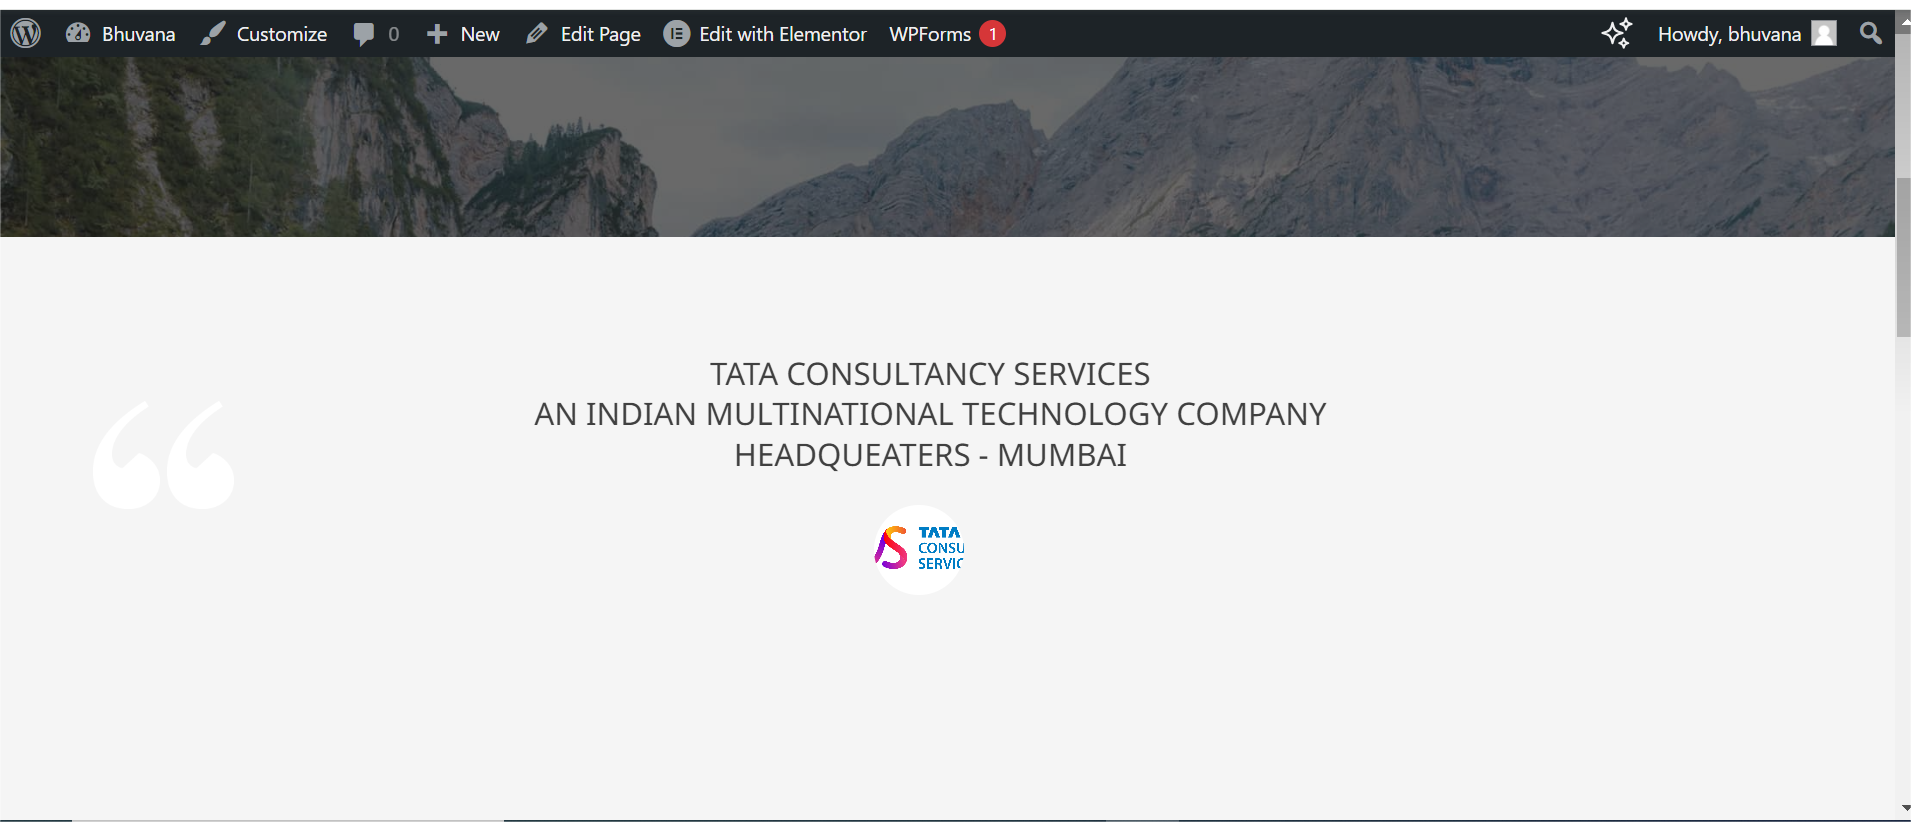 Bhuvana Customize 0 New Edit Page Edit with Elementor WPForms 1 Howdy, bhuvana
TATA CONSULTANCY SERVICES
AN INDIAN MULTINATIONAL TECHNOLOGY COMPANY
HEADQUEATERS - MUMBAI
TATA
CONSU
SERVIC